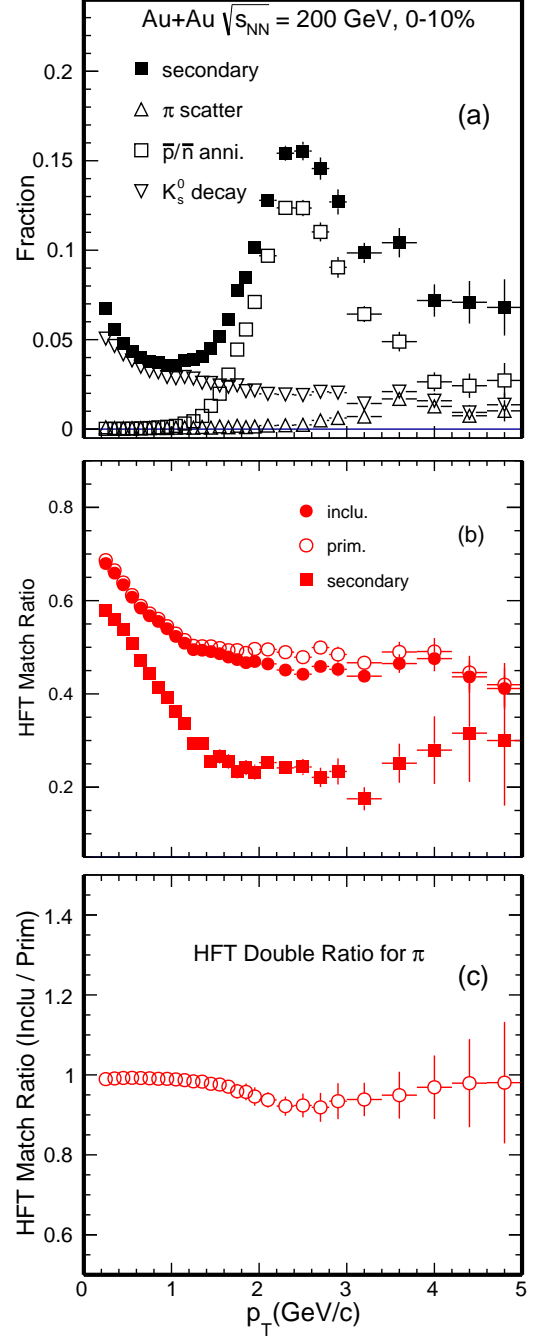 Au+Au √s_NN = 200 GeV, 0-10%
0.2
secondary
π scatter
(a)
0.15
p̅/n̅ anni.
K_s^0 decay
Fraction
0.1
0.05
0
0.8
inclu.
(b)
prim.
secondary
0.6
HFT Match Ratio
0.4
0.2
1.4
HFT Double Ratio for π
(c)
1.2
HFT Match Ratio (Inclu / Prim)
1
0.8
0.6
0 1 2 3 4 5
p_T(GeV/c)